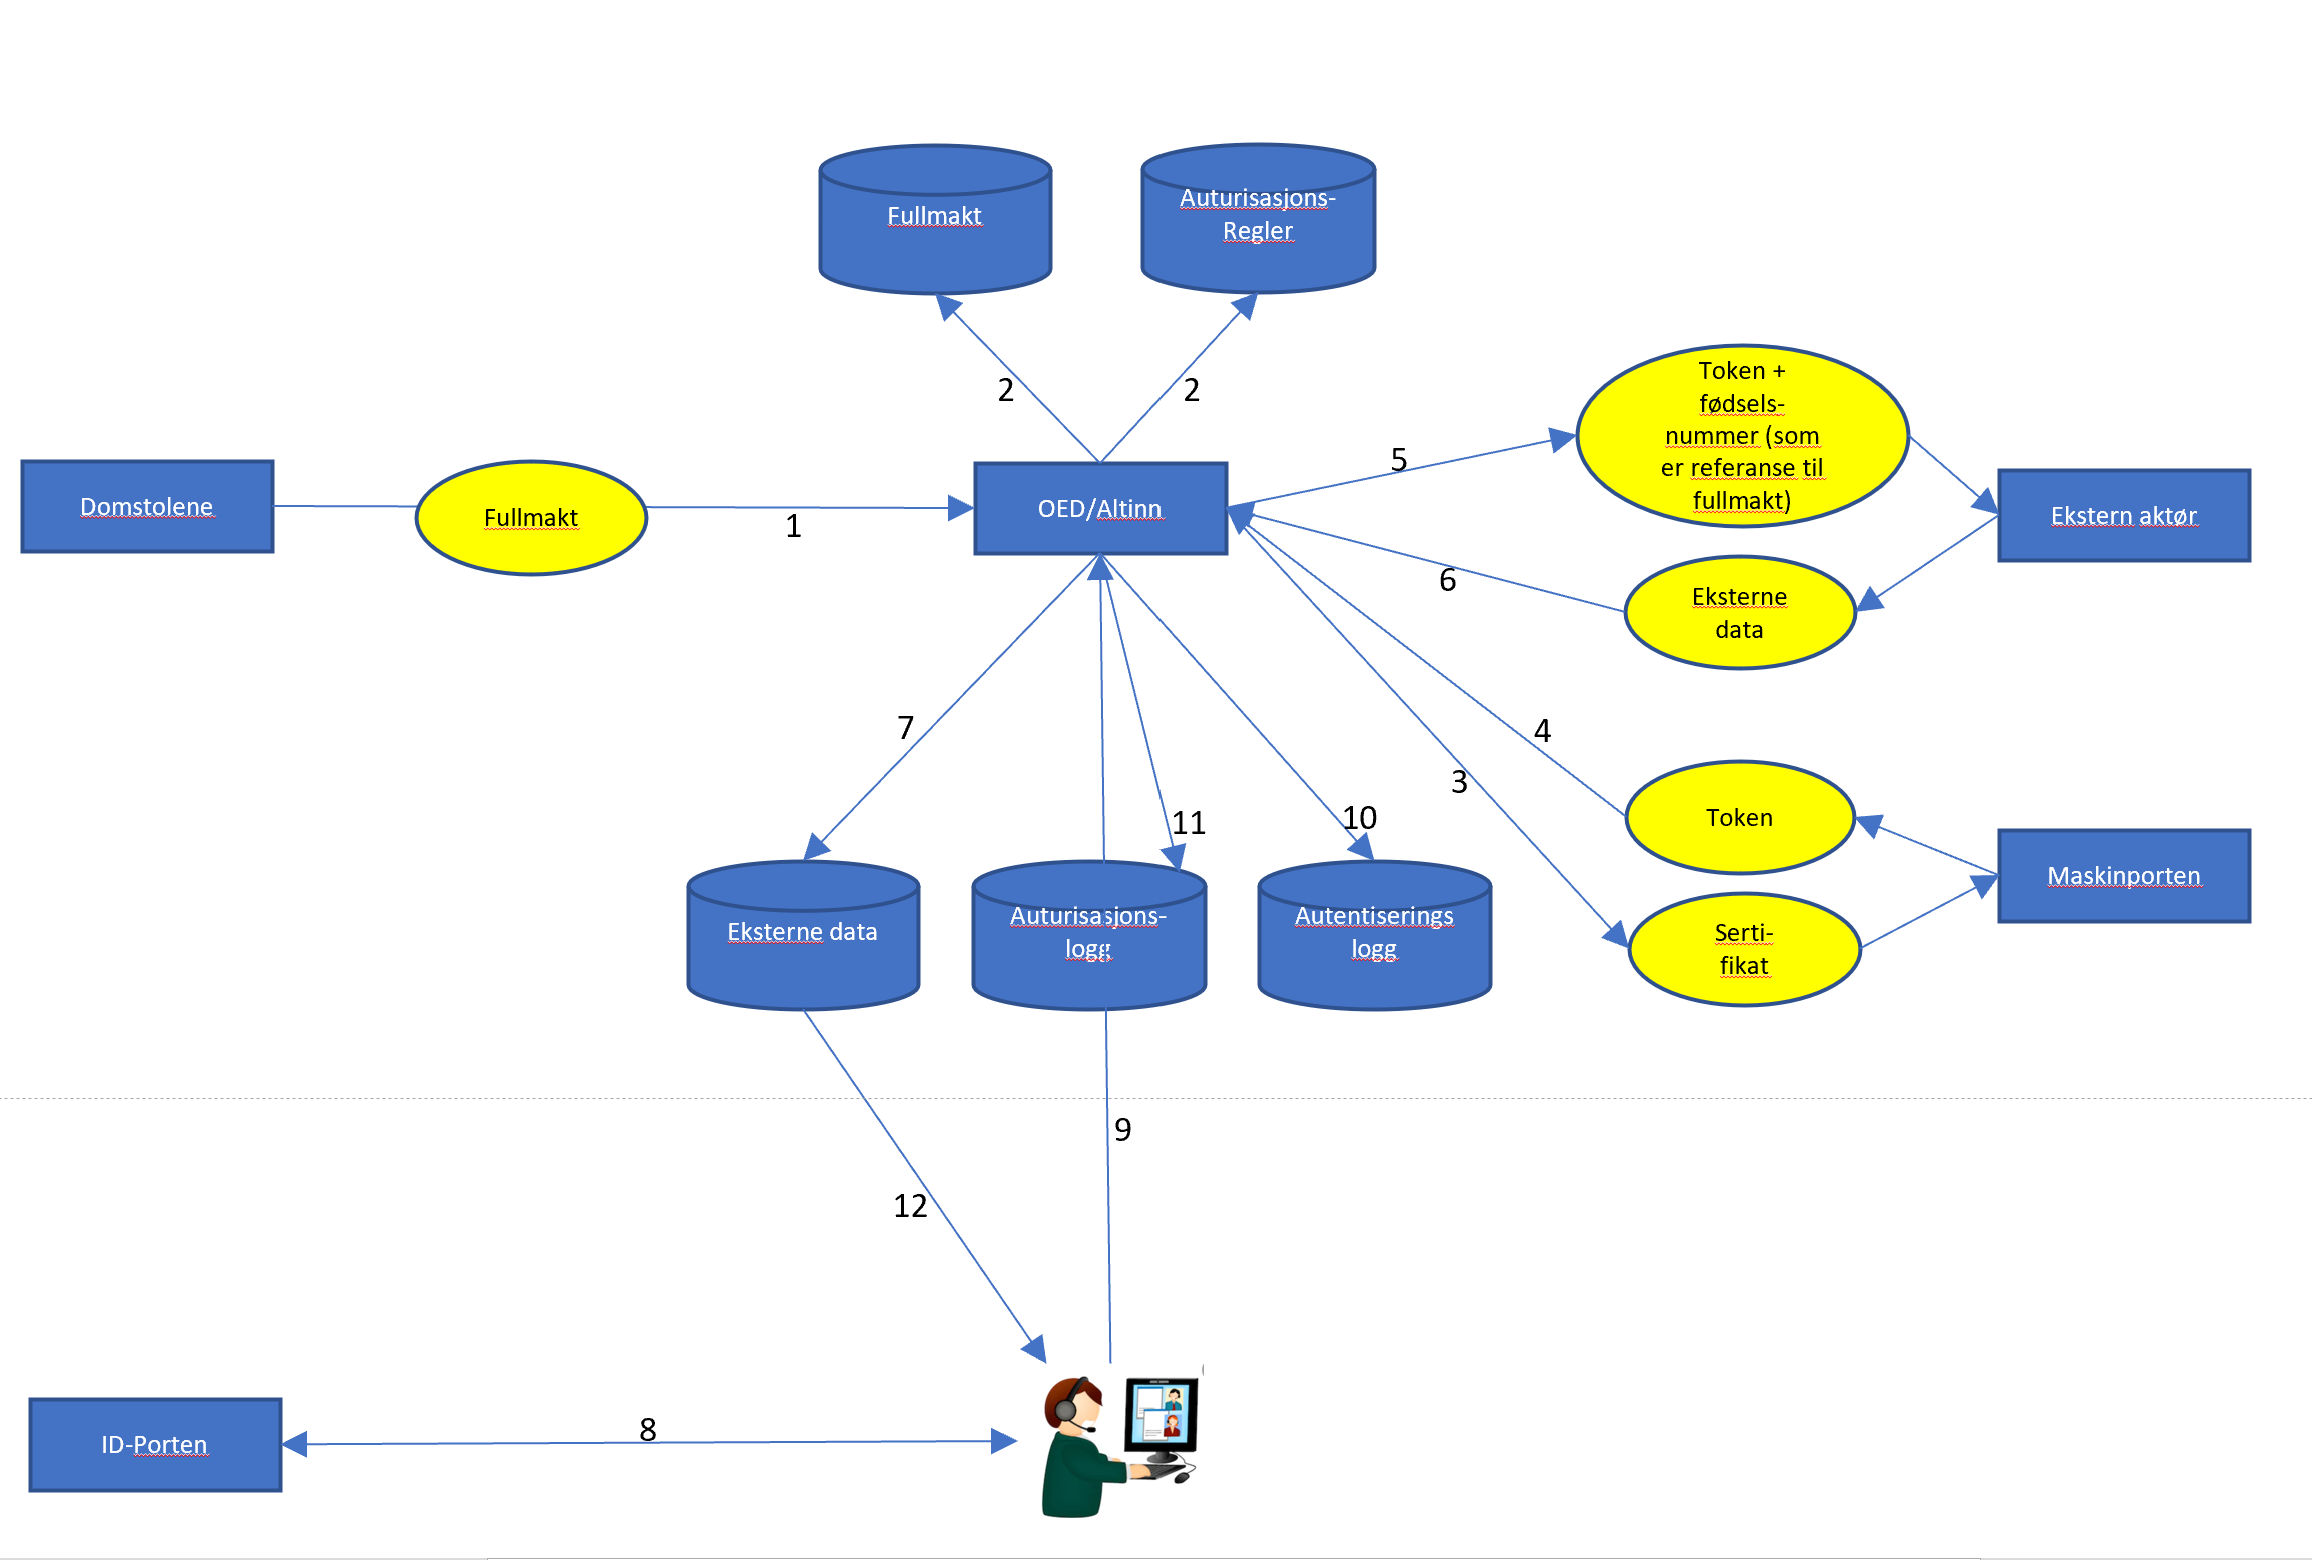 Fullmakt
Auturisasjons-
Regler
2
2
Token +
fødsels-
nummer (som
er referanse til
fullmakt)
5
Domstolene
Fullmakt
1
OED/Altinn
Ekstern aktør
6
Eksterne
data
7
4
3
11
10
Token
Maskinporten
Eksterne data
Auturisasjons-
logg
Autentiserings
logg
Serti-
fikat
9
12
8
ID-Porten